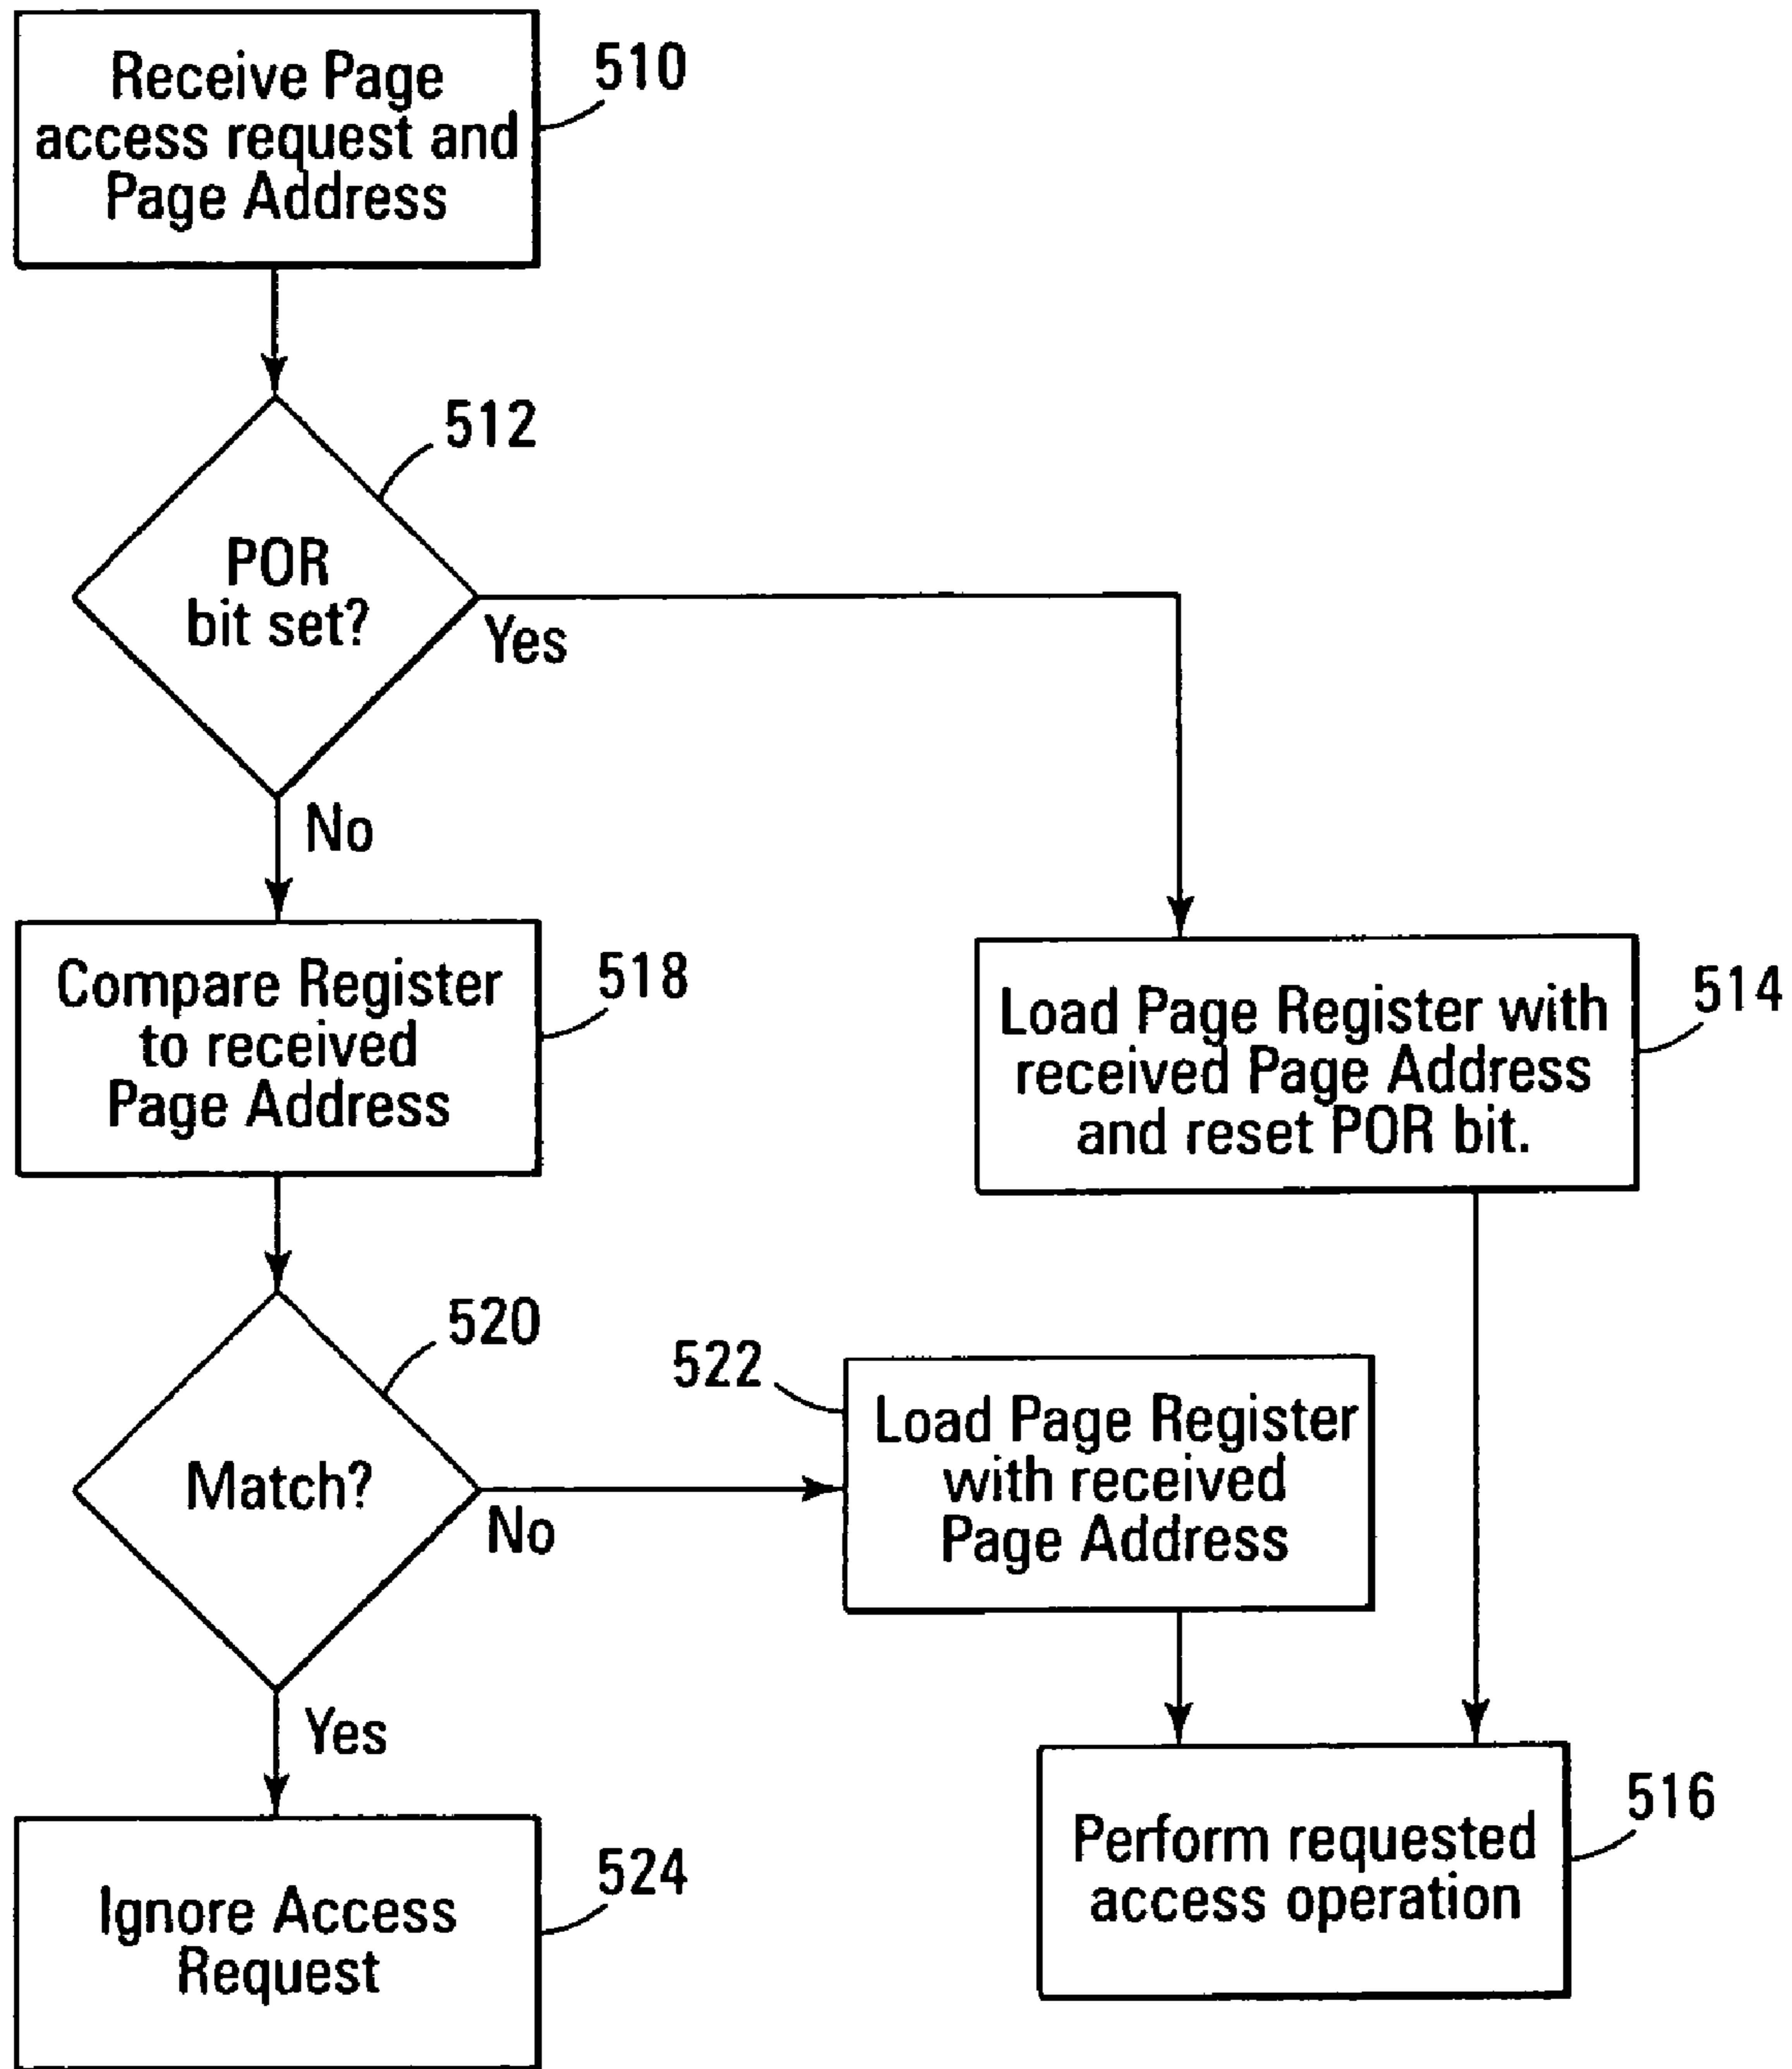 Receive Page
access request and
Page Address
510
512
POR
bit set?
Yes
No
Compare Register
to received
Page Address
518
Load Page Register with
received Page Address
and reset POR bit.
514
520
Match?
No
522
Load Page Register
with received
Page Address
Yes
Ignore Access
Request
524
Perform requested
access operation
516